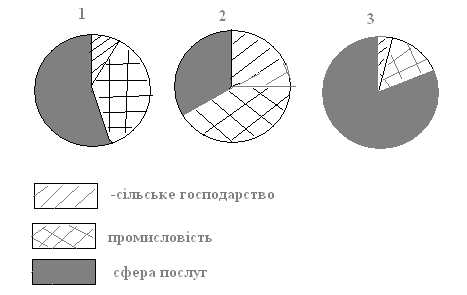 1 2 3
-сільське господарство
промисловість
сфера послуг